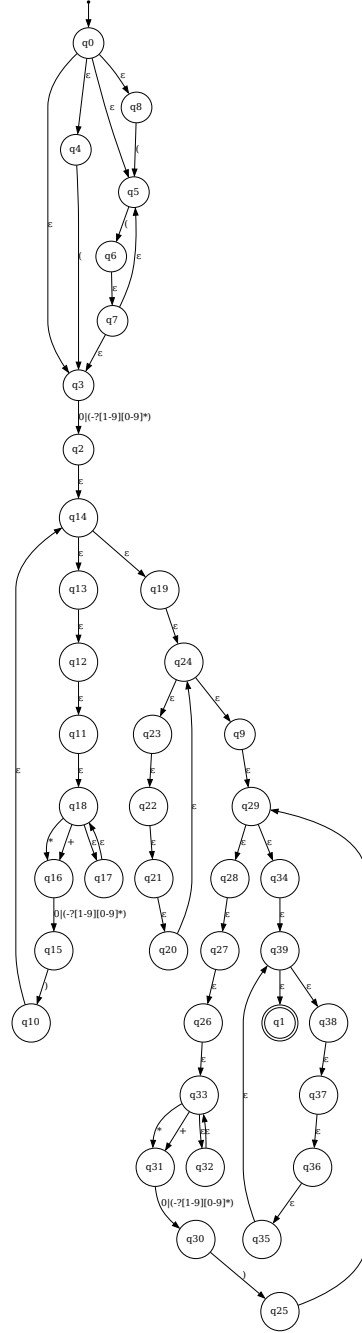 q0
ε
ε
ε
ε
q8
q4
(
q5
ε
(
(
q6
ε
ε
q7
ε
q3
0|(-?[1-9][0-9]*)
q2
ε
q14
ε
ε
q13
q19
ε
ε
q12
q24
ε
ε
ε
q11
q23
q9
ε
ε
ε
ε
q18
q22
q29
ε
*
+
ε
ε
ε
ε
ε
q16
q17
q21
q28
q34
0|(-?[1-9][0-9]*)
ε
ε
ε
q15
q20
q27
q39
)
ε
ε
ε
q10
q26
q1
q38
ε
ε
q33
q37
ε
*
+
ε
ε
ε
q31
q32
q36
0|(-?[1-9][0-9]*)
ε
q30
q35
)
q25